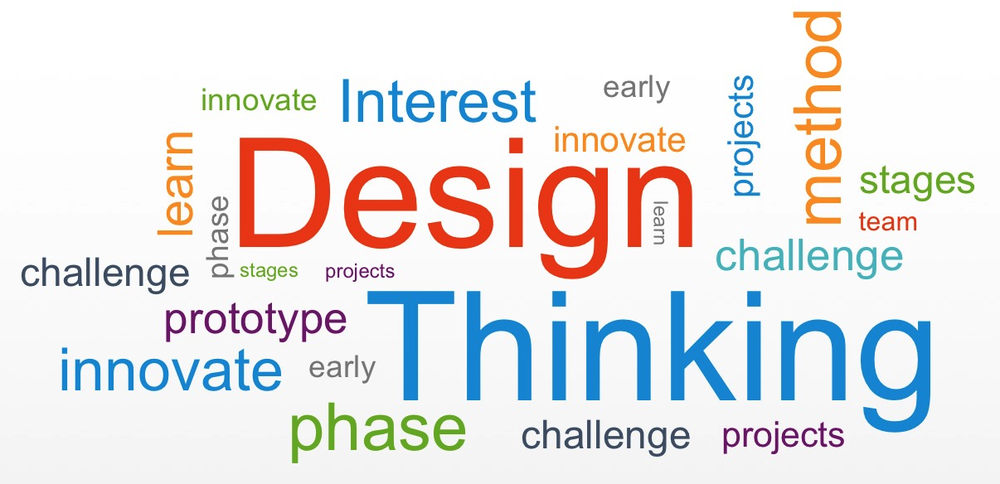 method
early
projects
innovate
Interest
innovate
learn
Design
stages
phase
learn
team
challenge
challenge
stages
projects
prototype
Thinking
innovate
early
phase
challenge
projects